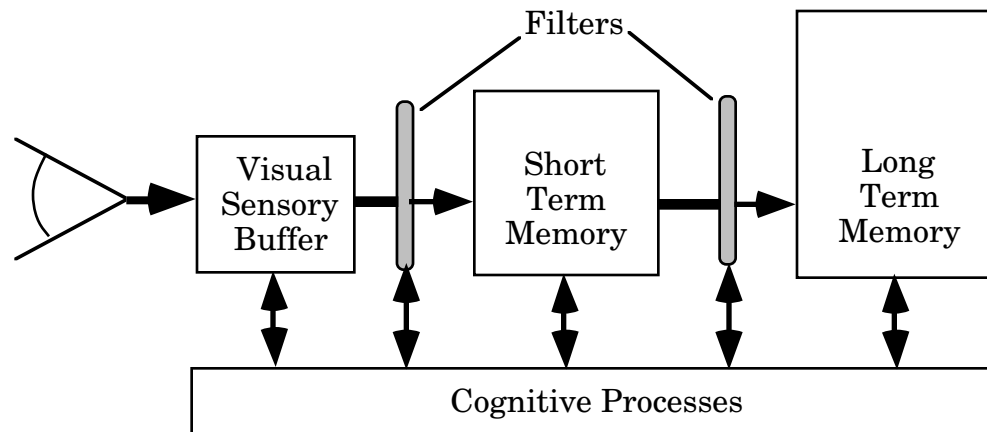 Filters
Visual
Sensory
Buffer
Short
Term
Memory
Long
Term
Memory
Cognitive Processes